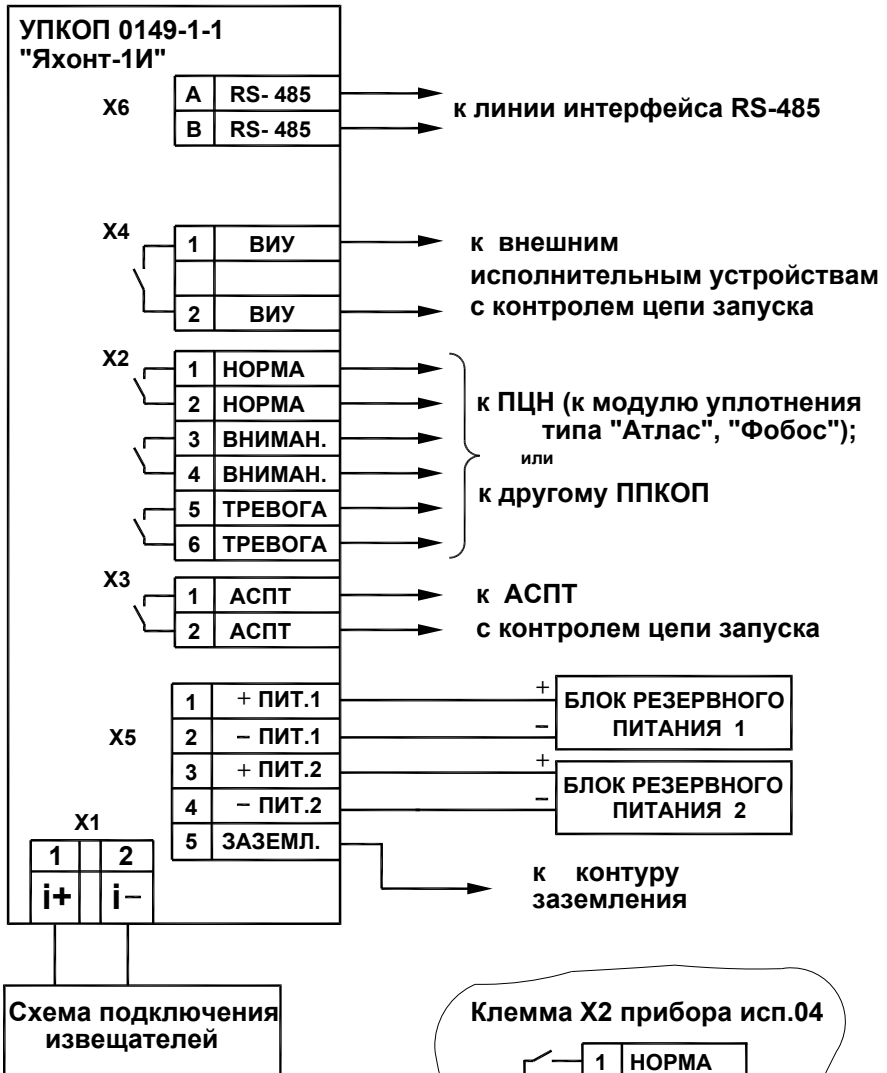 УПКОП 0149-1-1
"Яхонт-1И"
X6
A RS- 485
B RS- 485
к линии интерфейса RS-485
X4
1 ВИУ
2 ВИУ
к внешним
исполнительным устройствам
с контролем цепи запуска
X2
1 НОРМА
2 НОРМА
3 ВНИМАН.
4 ВНИМАН.
5 ТРЕВОГА
6 ТРЕВОГА
к ПЦН (к модулю уплотнения
типа "Атлас", "Фобос");
или
к другому ППКОП
X3
1 АСПТ
2 АСПТ
к АСПТ
с контролем цепи запуска
X5
1 + ПИТ.1
2 – ПИТ.1
3 + ПИТ.2
4 – ПИТ.2
5 ЗАЗЕМЛ.
+
–
БЛОК РЕЗЕРВНОГО
ПИТАНИЯ 1
+
–
БЛОК РЕЗЕРВНОГО
ПИТАНИЯ 2
к контуру
заземления
X1
1 2
i+ i–
Схема подключения
извещателей
Клемма X2 прибора исп.04
1 НОРМА